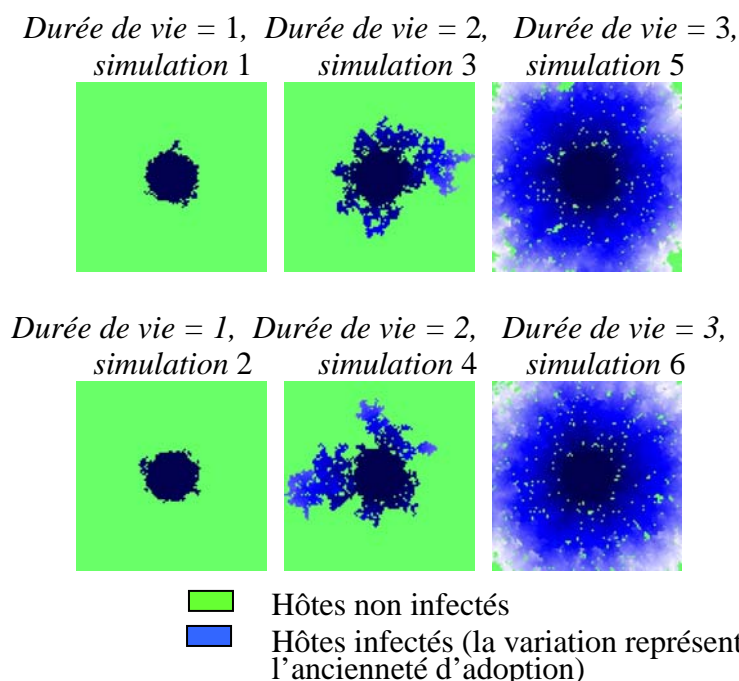 Durée de vie = 1, Durée de vie = 2, Durée de vie = 3,
simulation 1 simulation 3 simulation 5
Durée de vie = 1, Durée de vie = 2, Durée de vie = 3,
simulation 2 simulation 4 simulation 6
Hôtes non infectés
Hôtes infectés (la variation représent
l'ancienneté d'adoption)